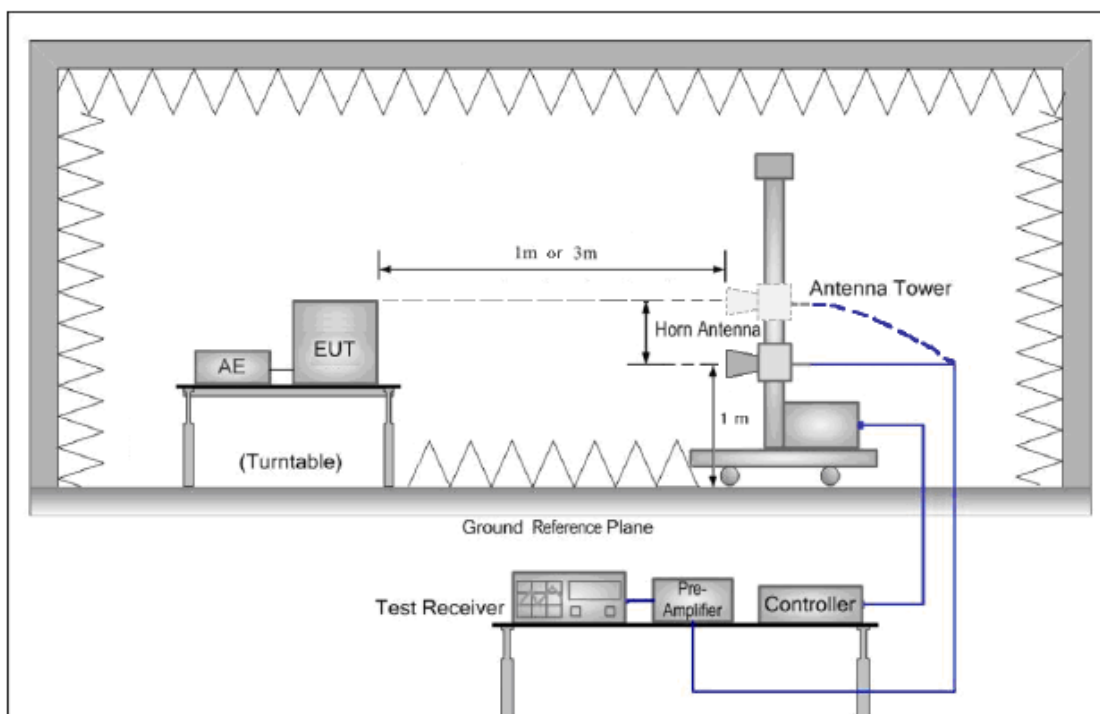 1m or 3m
Antenna Tower
Horn Antenna
EUT
AE
1 m
(Turntable)
Ground Reference Plane
Test Receiver
Pre-
Amplifier
Controller